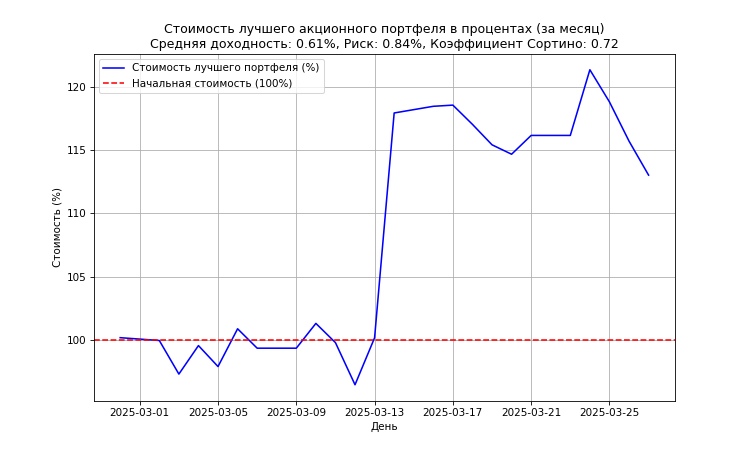 Стоимость лучшего акционного портфеля в процентах (за месяц)
Средняя доходность: 0.61%, Риск: 0.84%, Коэффициент Сортино: 0.72
Стоимость лучшего портфеля (%)
Начальная стоимость (100%)
Стоимость (%)
120
115
110
105
100
2025-03-01
2025-03-05
2025-03-09
2025-03-13
2025-03-17
2025-03-21
2025-03-25
День